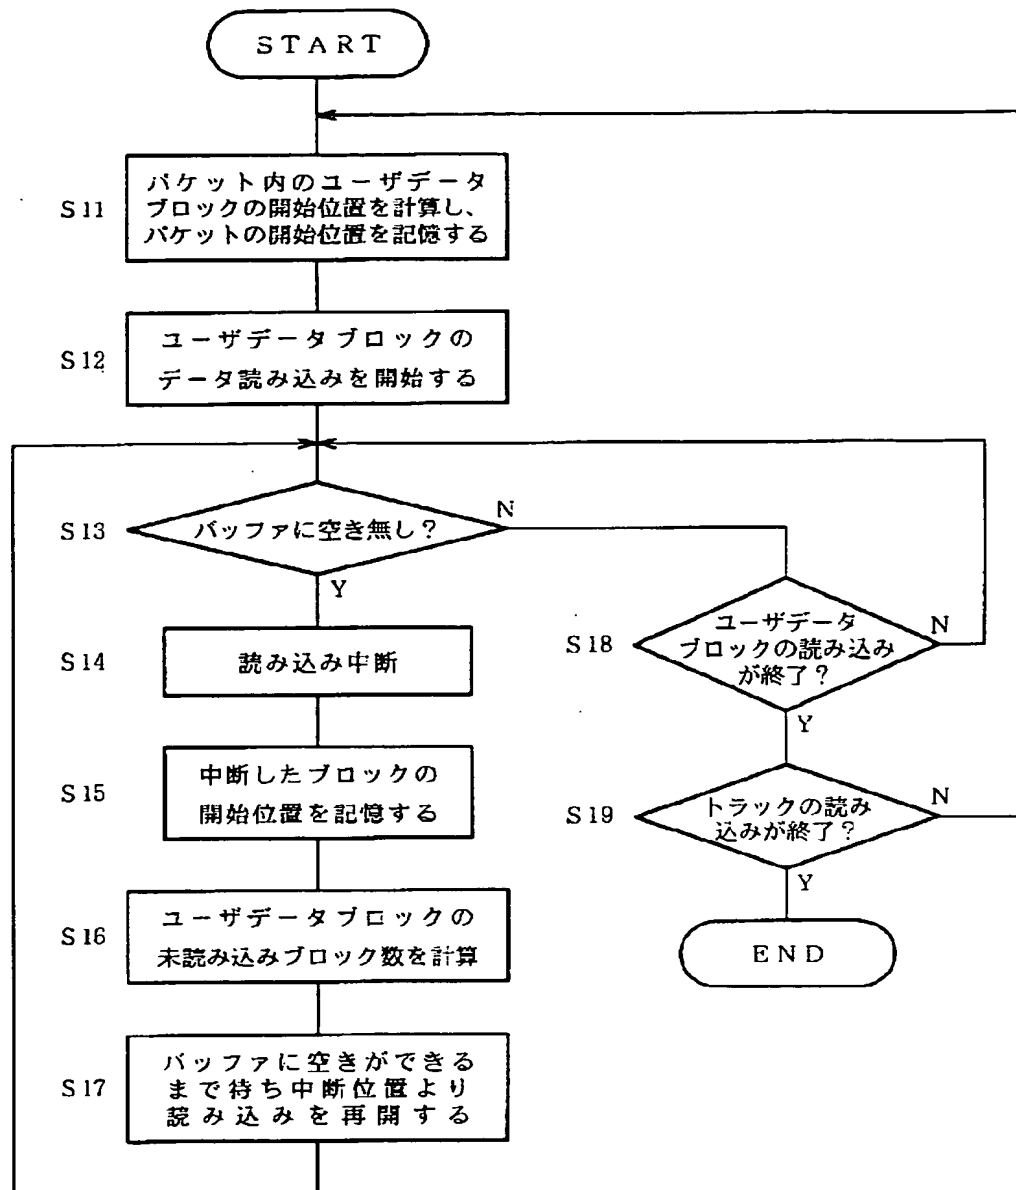 START
S11
パケット内のユーザデータ
ブロックの開始位置を計算し、
パケットの開始位置を記憶する
S12
ユーザデータブロックの
データ読み込みを開始する
S13
バッファに空き無し？
N
Y
S14
読み込み中断
S15
中断したブロックの
開始位置を記憶する
S16
ユーザデータブロックの
未読み込みブロック数を計算
S17
バッファに空きができる
まで待ち中断位置より
読み込みを再開する
S18
ユーザデータ
ブロックの読み込み
が終了？
N
Y
S19
トラックの読み
込みが終了？
N
Y
END